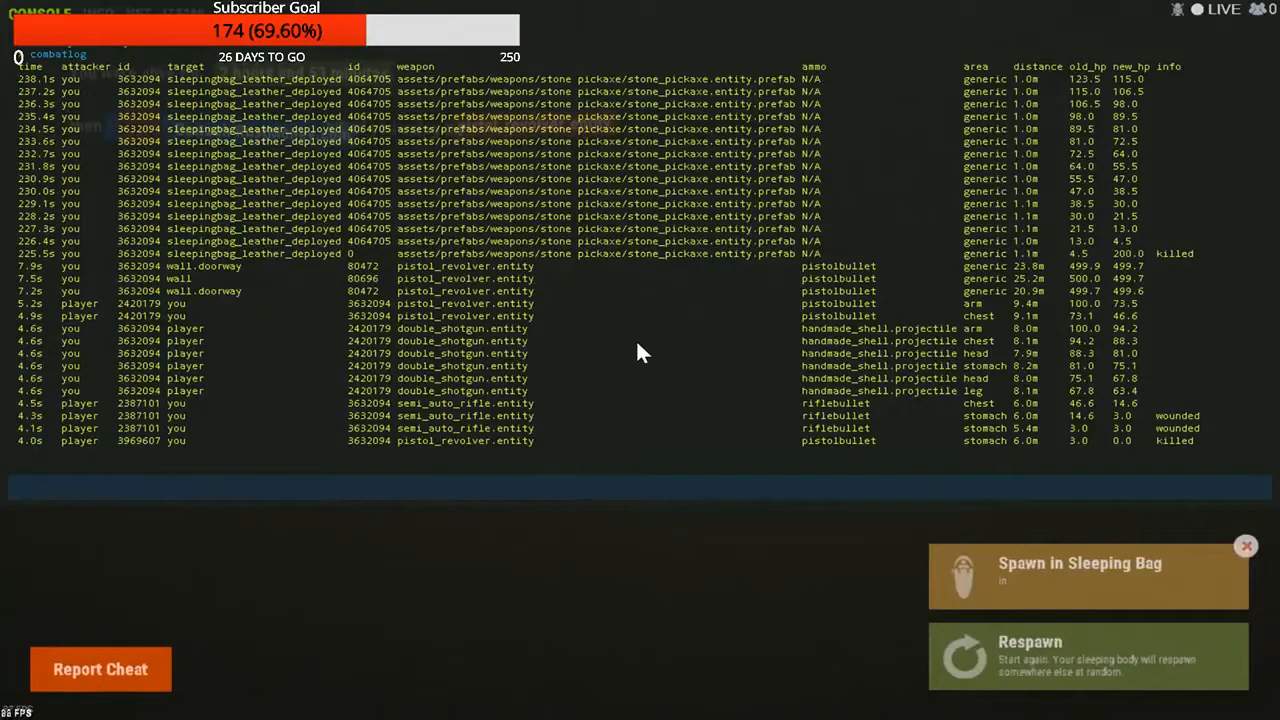 CONSOLE INFO NET ITEMS
Subscriber Goal
174 (69.60%)
0 26 DAYS TO GO 250
LIVE 0
combatlog
time attacker id target id weapon ammo area distance old_hp new_hp info
238.1s you 3632094 sleepingbag_leather_deployed 4064705 assets/prefabs/weapons/stone pickaxe/stone_pickaxe.entity.prefab N/A generic 1.0m 123.5 115.0
237.2s you 3632094 sleepingbag_leather_deployed 4064705 assets/prefabs/weapons/stone pickaxe/stone_pickaxe.entity.prefab N/A generic 1.0m 115.0 106.5
236.3s you 3632094 sleepingbag_leather_deployed 4064705 assets/prefabs/weapons/stone pickaxe/stone_pickaxe.entity.prefab N/A generic 1.0m 106.5 98.0
235.4s you 3632094 sleepingbag_leather_deployed 4064705 assets/prefabs/weapons/stone pickaxe/stone_pickaxe.entity.prefab N/A generic 1.0m 98.0 89.5
234.5s you 3632094 sleepingbag_leather_deployed 4064705 assets/prefabs/weapons/stone pickaxe/stone_pickaxe.entity.prefab N/A generic 1.0m 89.5 81.0
233.6s you 3632094 sleepingbag_leather_deployed 4064705 assets/prefabs/weapons/stone pickaxe/stone_pickaxe.entity.prefab N/A generic 1.0m 81.0 72.5
232.7s you 3632094 sleepingbag_leather_deployed 4064705 assets/prefabs/weapons/stone pickaxe/stone_pickaxe.entity.prefab N/A generic 1.0m 72.5 64.0
231.8s you 3632094 sleepingbag_leather_deployed 4064705 assets/prefabs/weapons/stone pickaxe/stone_pickaxe.entity.prefab N/A generic 1.0m 64.0 55.5
230.9s you 3632094 sleepingbag_leather_deployed 4064705 assets/prefabs/weapons/stone pickaxe/stone_pickaxe.entity.prefab N/A generic 1.0m 55.5 47.0
230.0s you 3632094 sleepingbag_leather_deployed 4064705 assets/prefabs/weapons/stone pickaxe/stone_pickaxe.entity.prefab N/A generic 1.0m 47.0 38.5
229.1s you 3632094 sleepingbag_leather_deployed 4064705 assets/prefabs/weapons/stone pickaxe/stone_pickaxe.entity.prefab N/A generic 1.1m 38.5 30.0
228.2s you 3632094 sleepingbag_leather_deployed 4064705 assets/prefabs/weapons/stone pickaxe/stone_pickaxe.entity.prefab N/A generic 1.1m 30.0 21.5
227.3s you 3632094 sleepingbag_leather_deployed 4064705 assets/prefabs/weapons/stone pickaxe/stone_pickaxe.entity.prefab N/A generic 1.1m 21.5 13.0
226.4s you 3632094 sleepingbag_leather_deployed 4064705 assets/prefabs/weapons/stone pickaxe/stone_pickaxe.entity.prefab N/A generic 1.0m 13.0 4.5
225.5s you 3632094 sleepingbag_leather_deployed 0 assets/prefabs/weapons/stone pickaxe/stone_pickaxe.entity.prefab N/A generic 1.1m 4.5 200.0 killed
7.9s you 3632094 wall.doorway 80472 pistol_revolver.entity pistolbullet generic 23.8m 499.9 499.7
7.5s you 3632094 wall 80696 pistol_revolver.entity pistolbullet generic 25.2m 500.0 499.9
7.2s you 3632094 wall.doorway 80472 pistol_revolver.entity pistolbullet generic 20.9m 499.7 499.6
5.2s player 2420179 you 3632094 pistol_revolver.entity pistolbullet arm 9.4m 100.0 73.5
4.9s player 2420179 you 3632094 pistol_revolver.entity pistolbullet chest 9.1m 73.1 46.6
4.6s you 3632094 player 2420179 double_shotgun.entity handmade_shell.projectile arm 8.0m 100.0 94.2
4.6s you 3632094 player 2420179 double_shotgun.entity handmade_shell.projectile chest 8.1m 94.2 88.3
4.6s you 3632094 player 2420179 double_shotgun.entity handmade_shell.projectile head 7.9m 88.3 81.0
4.6s you 3632094 player 2420179 double_shotgun.entity handmade_shell.projectile stomach 8.2m 81.0 75.1
4.6s you 3632094 player 2420179 double_shotgun.entity handmade_shell.projectile head 8.0m 75.1 67.8
4.6s you 3632094 player 2420179 double_shotgun.entity handmade_shell.projectile leg 8.1m 67.8 63.4
4.5s player 2387101 you 3632094 semi_auto_rifle.entity riflebullet chest 6.0m 46.6 14.6
4.3s player 2387101 you 3632094 semi_auto_rifle.entity riflebullet stomach 6.0m 14.6 3.0 wounded
4.1s player 2387101 you 3632094 semi_auto_rifle.entity riflebullet stomach 5.4m 3.0 3.0 wounded
4.0s player 3969607 you 3632094 pistol_revolver.entity pistolbullet stomach 6.0m 3.0 0.0 killed
Spawn in Sleeping Bag
in
Respawn
Start again. Your sleeping body will respawn
somewhere else at random.
Report Cheat
FPS